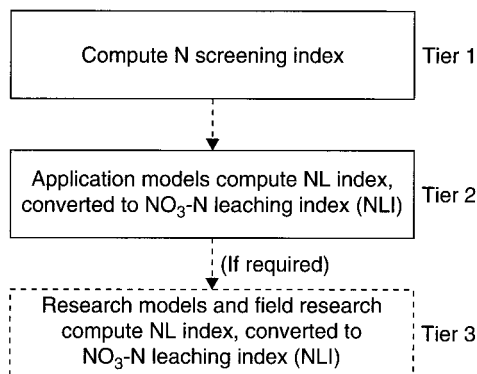 Compute N screening index Tier 1
Application models compute NL index,
converted to NO₃-N leaching index (NLI)
Tier 2
(If required)
Research models and field research
compute NL index, converted to
NO₃-N leaching index (NLI)
Tier 3